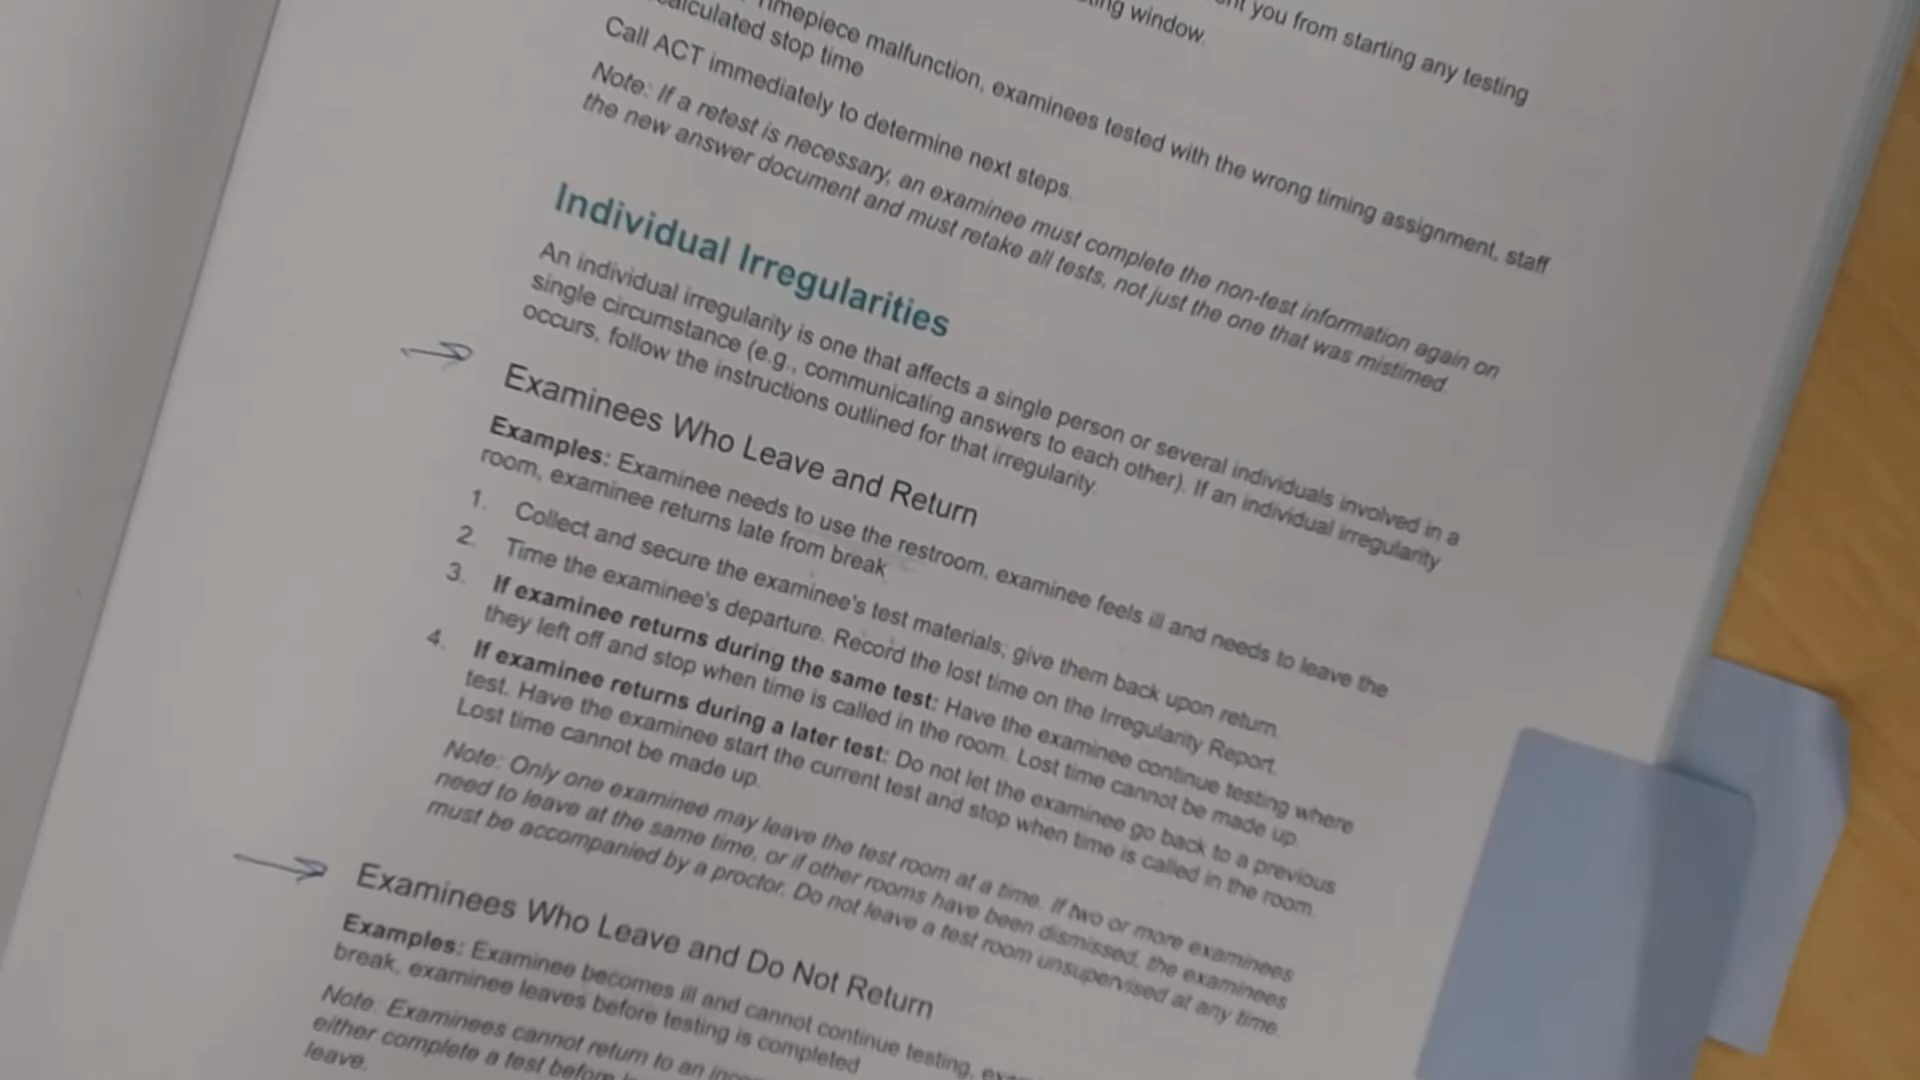 nt you from starting any testing
ting window.
Timepiece malfunction, examinees tested with the wrong timing assignment, staff
calculated stop time
Call ACT immediately to determine next steps.
Note: If a retest is necessary, an examinee must complete the non-test information again on
the new answer document and must retake all tests, not just the one that was mistimed.
Individual Irregularities
An individual irregularity is one that affects a single person or several individuals involved in a
single circumstance (e.g., communicating answers to each other). If an individual irregularity
occurs, follow the instructions outlined for that irregularity.
Examinees Who Leave and Return
Examples: Examinee needs to use the restroom, examinee feels ill and needs to leave the
room, examinee returns late from break
1. Collect and secure the examinee's test materials; give them back upon return.
2. Time the examinee's departure. Record the lost time on the Irregularity Report.
3. If examinee returns during the same test: Have the examinee continue testing where
they left off and stop when time is called in the room. Lost time cannot be made up.
4. If examinee returns during a later test: Do not let the examinee go back to a previous
test. Have the examinee start the current test and stop when time is called in the room.
Lost time cannot be made up.
Note: Only one examinee may leave the test room at a time. If two or more examinees
need to leave at the same time, or if other rooms have been dismissed, the examinees
must be accompanied by a proctor. Do not leave a test room unsupervised at any time.
Examinees Who Leave and Do Not Return
Examples: Examinee becomes ill and cannot continue testing, exa
break, examinee leaves before testing is completed
Note: Examinees cannot return to an
either complete a test before
leave.